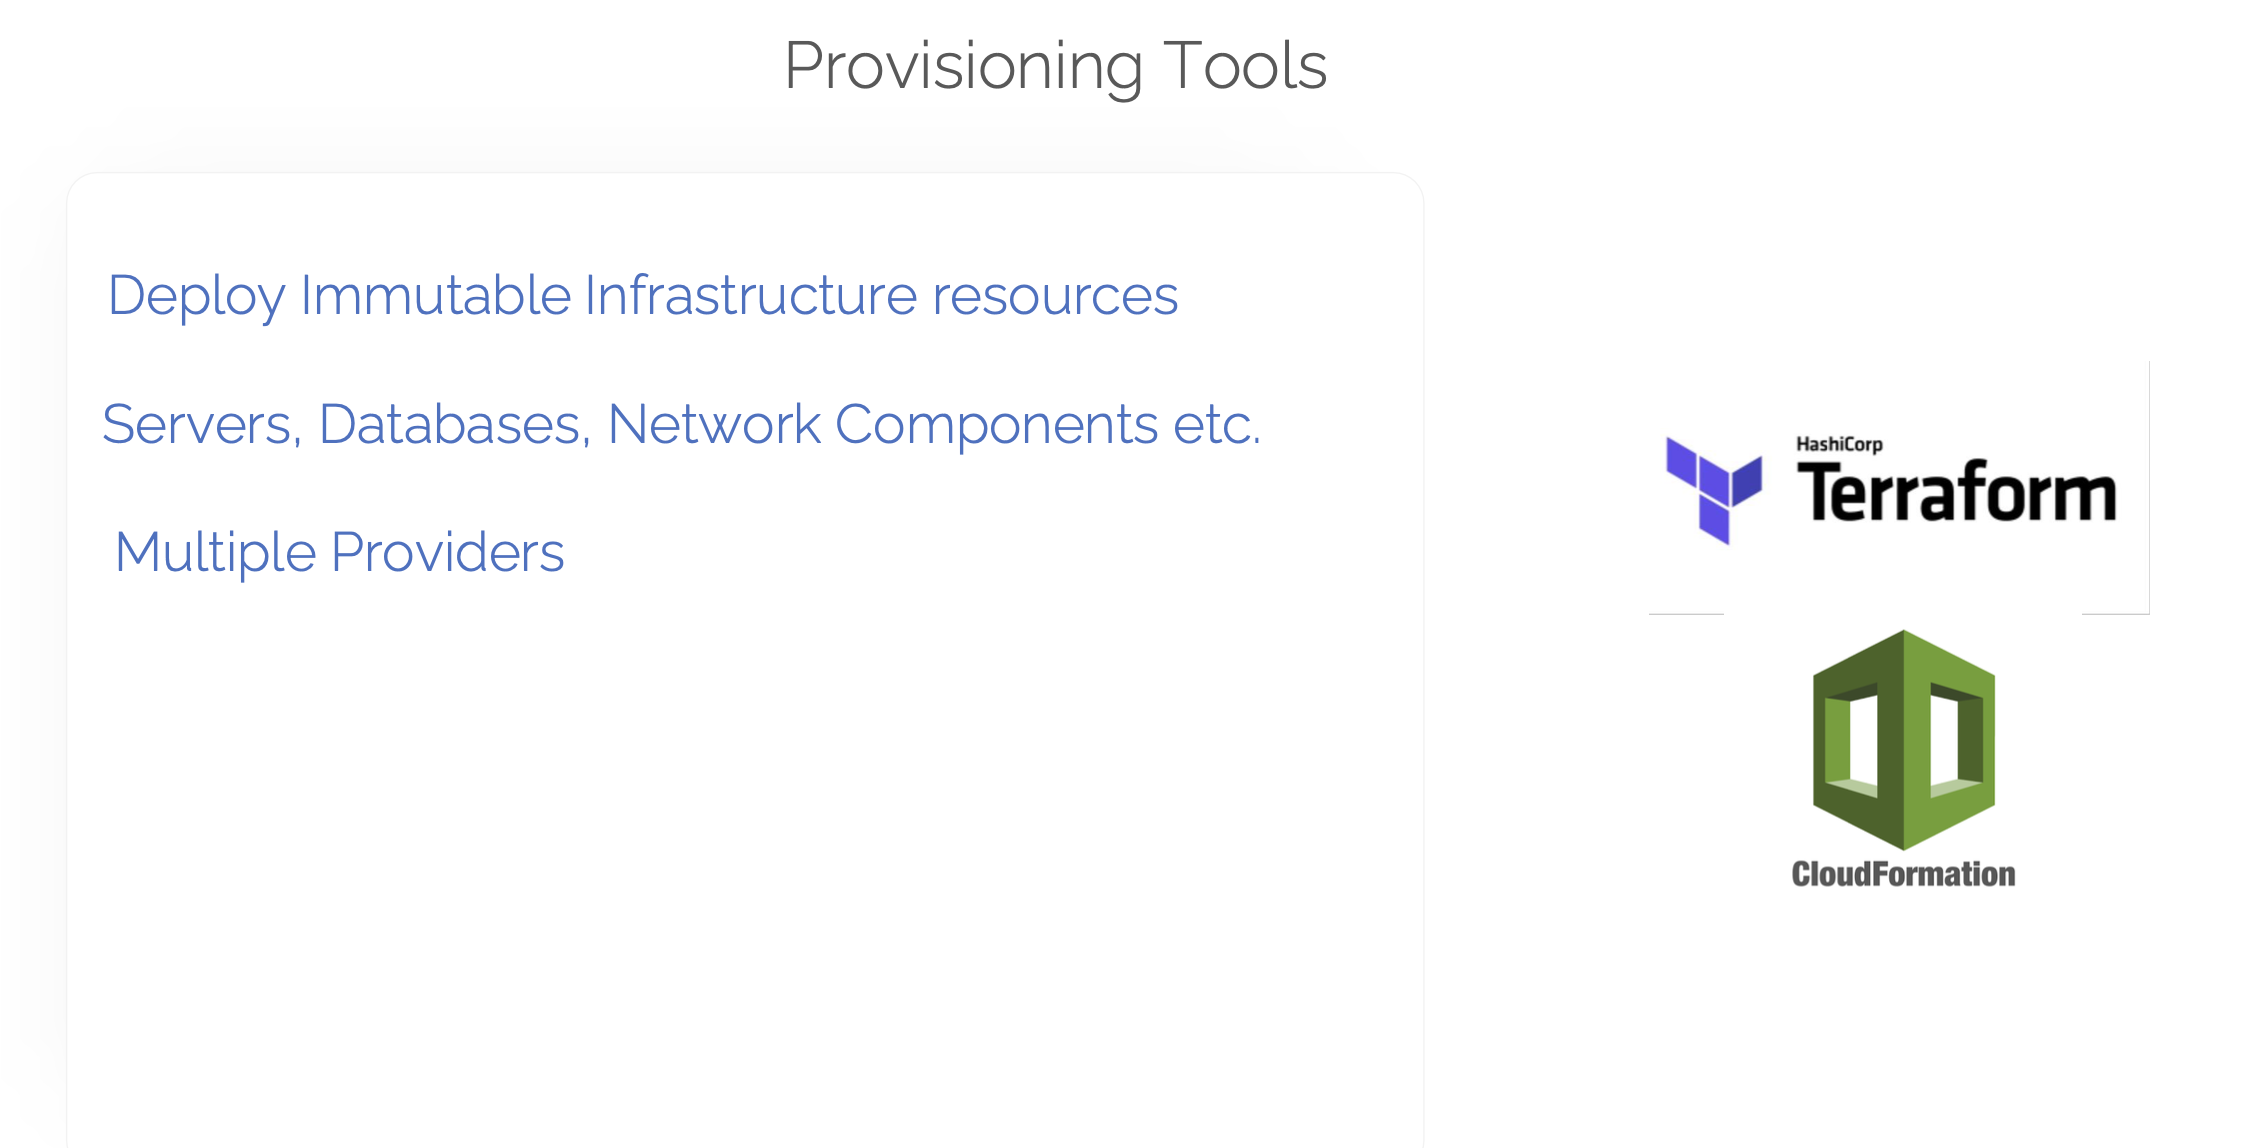 Provisioning Tools
Deploy Immutable Infrastructure resources
Servers, Databases, Network Components etc.
Multiple Providers
HashiCorp
Terraform
CloudFormation